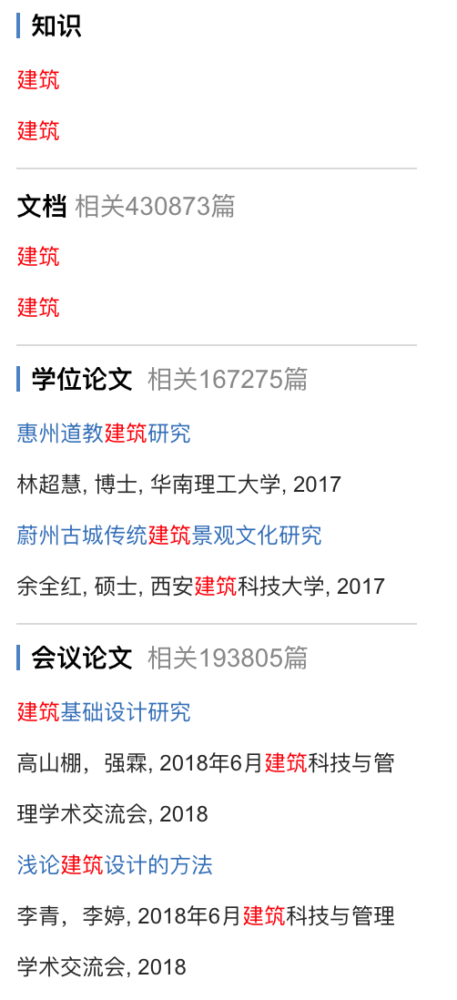 知识
建筑
建筑
文档 相关430873篇
建筑
建筑
学位论文 相关167275篇
惠州道教建筑研究
林超慧, 博士, 华南理工大学, 2017
蔚州古城传统建筑景观文化研究
余全红, 硕士, 西安建筑科技大学, 2017
会议论文 相关193805篇
建筑基础设计研究
高山棚，强霖, 2018年6月建筑科技与管
理学术交流会, 2018
浅论建筑设计的方法
李青，李婷, 2018年6月建筑科技与管理
学术交流会, 2018